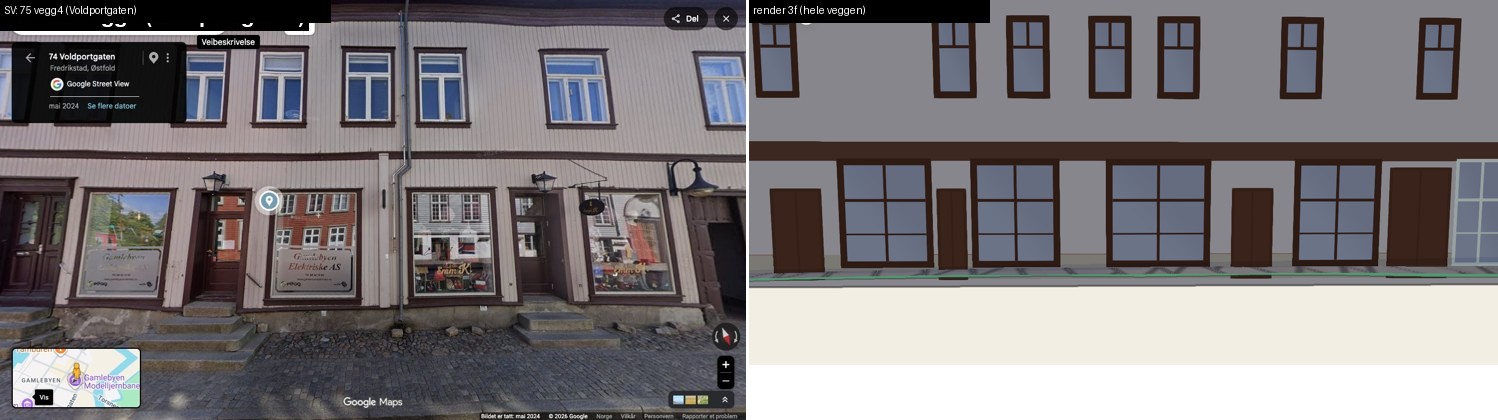 SV: 75 vegg4 (Voldportgaten)
render 3f (hele veggen)
Veibeskrivelse
Del
74 Voldportgaten
Fredrikstad, Østfold
Google Street View
mai 2024 Se flere datoer
Gamlebyen
Elektriske AS
GAMLEBYEN
Gamlebyen
Modelljernbane
Vis
Google Maps
Bildet er tatt: mai 2024 © 2026 Google Norge Vilkår Personvern Rapporter et problem